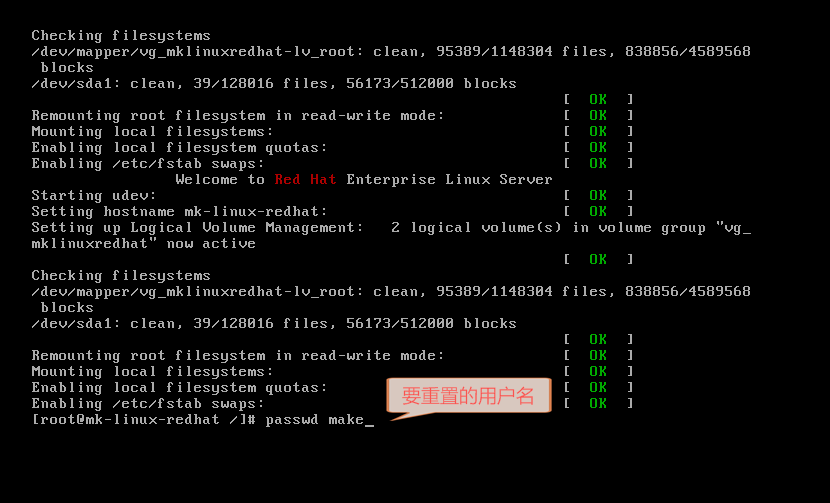 Checking filesystems
/dev/mapper/vg_mklinuxredhat-lv_root: clean, 95389/1148304 files, 838856/4589568
 blocks
/dev/sda1: clean, 39/128016 files, 56173/512000 blocks
[  OK  ]
Remounting root filesystem in read-write mode: [  OK  ]
Mounting local filesystems: [  OK  ]
Enabling local filesystem quotas: [  OK  ]
Enabling /etc/fstab swaps: [  OK  ]
Welcome to Red Hat Enterprise Linux Server
Starting udev: [  OK  ]
Setting hostname mk-linux-redhat: [  OK  ]
Setting up Logical Volume Management:   2 logical volume(s) in volume group "vg_
mklinuxredhat" now active
[  OK  ]
Checking filesystems
/dev/mapper/vg_mklinuxredhat-lv_root: clean, 95389/1148304 files, 838856/4589568
 blocks
/dev/sda1: clean, 39/128016 files, 56173/512000 blocks
[  OK  ]
Remounting root filesystem in read-write mode: [  OK  ]
Mounting local filesystems: [  OK  ]
Enabling local filesystem quotas: [  OK  ]
要重置的用户名
Enabling /etc/fstab swaps: [  OK  ]
[root@mk-linux-redhat /]# passwd make_